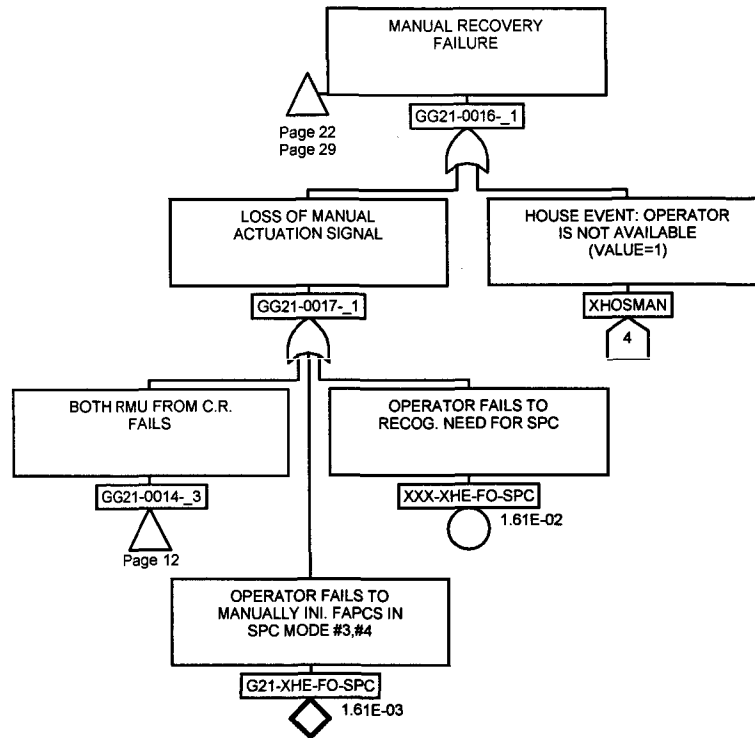 MANUAL RECOVERY
FAILURE
Page 22
Page 29
GG21-0016-_1
LOSS OF MANUAL
ACTUATION SIGNAL
HOUSE EVENT: OPERATOR
IS NOT AVAILABLE
(VALUE=1)
GG21-0017-_1
XHOSMAN
4
BOTH RMU FROM C.R.
FAILS
OPERATOR FAILS TO
RECOG. NEED FOR SPC
GG21-0014-_3
XXX-XHE-FO-SPC
Page 12
1.61E-02
OPERATOR FAILS TO
MANUALLY INI. FAPCS IN
SPC MODE #3,#4
G21-XHE-FO-SPC
1.61E-03